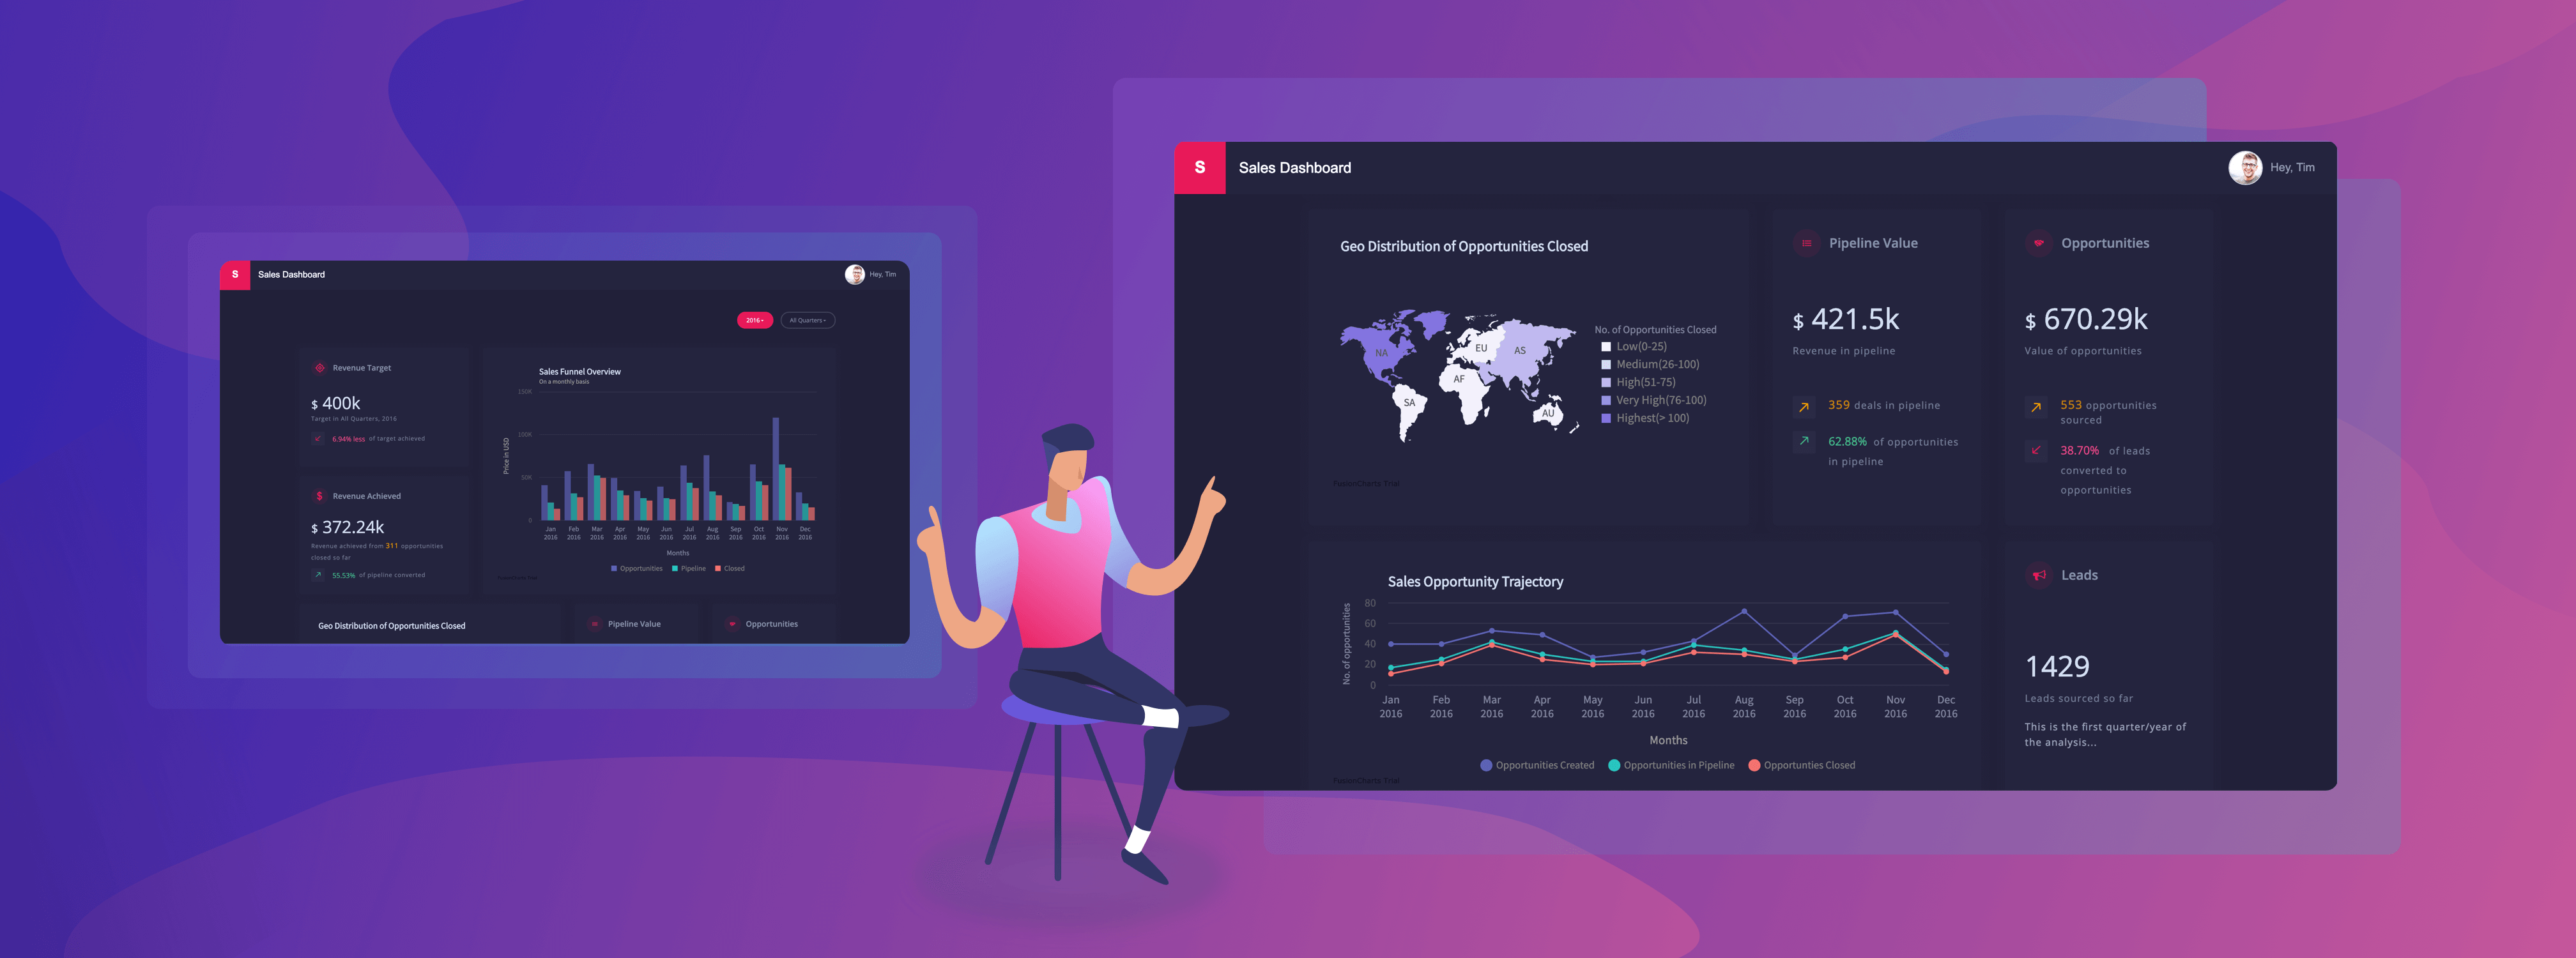 S
Sales Dashboard
Hey, Tim
2016
All Quarters
Revenue Target
$ 400k
Target in All Quarters, 2016
6.94% less of target achieved
Revenue Achieved
$ 372.24k
Revenue achieved from 311 opportunities
closed so far
55.53% of pipeline converted
Sales Funnel Overview
On a monthly basis
Price in USD
150K
100K
50K
0
Jan Feb Mar Apr May Jun Jul Aug Sep Oct Nov Dec
2016 2016 2016 2016 2016 2016 2016 2016 2016 2016 2016 2016
Months
Opportunities Pipeline Closed
FusionCharts Trial
Geo Distribution of Opportunities Closed
Pipeline Value
Opportunities
S
Sales Dashboard
Hey, Tim
Geo Distribution of Opportunities Closed
NA
EU
AS
AF
SA
AU
No. of Opportunities Closed
Low(0-25)
Medium(26-100)
High(51-75)
Very High(76-100)
Highest(> 100)
FusionCharts Trial
Pipeline Value
$ 421.5k
Revenue in pipeline
359 deals in pipeline
62.88% of opportunities
in pipeline
Opportunities
$ 670.29k
Value of opportunities
553 opportunities
sourced
38.70% of leads
converted to
opportunities
Sales Opportunity Trajectory
No. of opportunities
80
60
40
20
0
Jan Feb Mar Apr May Jun Jul Aug Sep Oct Nov Dec
2016 2016 2016 2016 2016 2016 2016 2016 2016 2016 2016 2016
Months
Opportunities Created Opportunities in Pipeline Opportunties Closed
FusionCharts Trial
Leads
1429
Leads sourced so far
This is the first quarter/year of
the analysis...